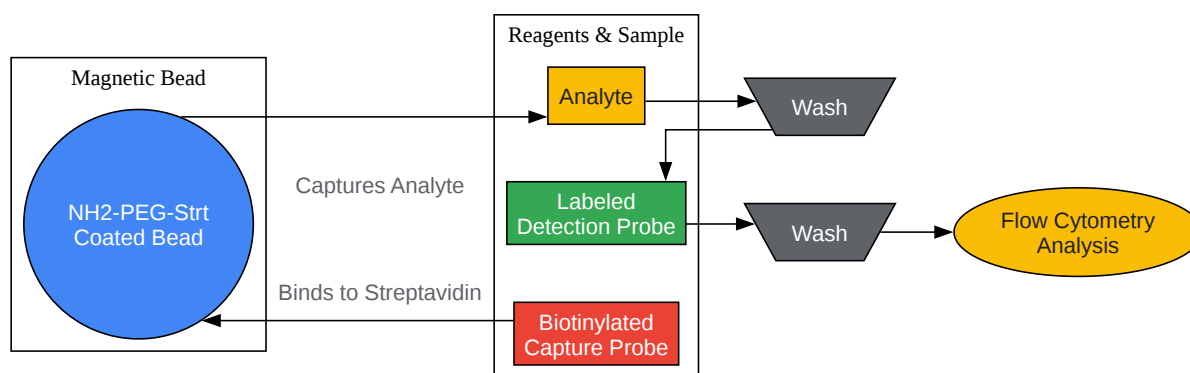 Magnetic Bead
NH2-PEG-Strt
Coated Bead
Captures Analyte
Binds to Streptavidin
Reagents & Sample
Analyte
Labeled
Detection Probe
Biotinylated
Capture Probe
Wash
Wash
Flow Cytometry
Analysis